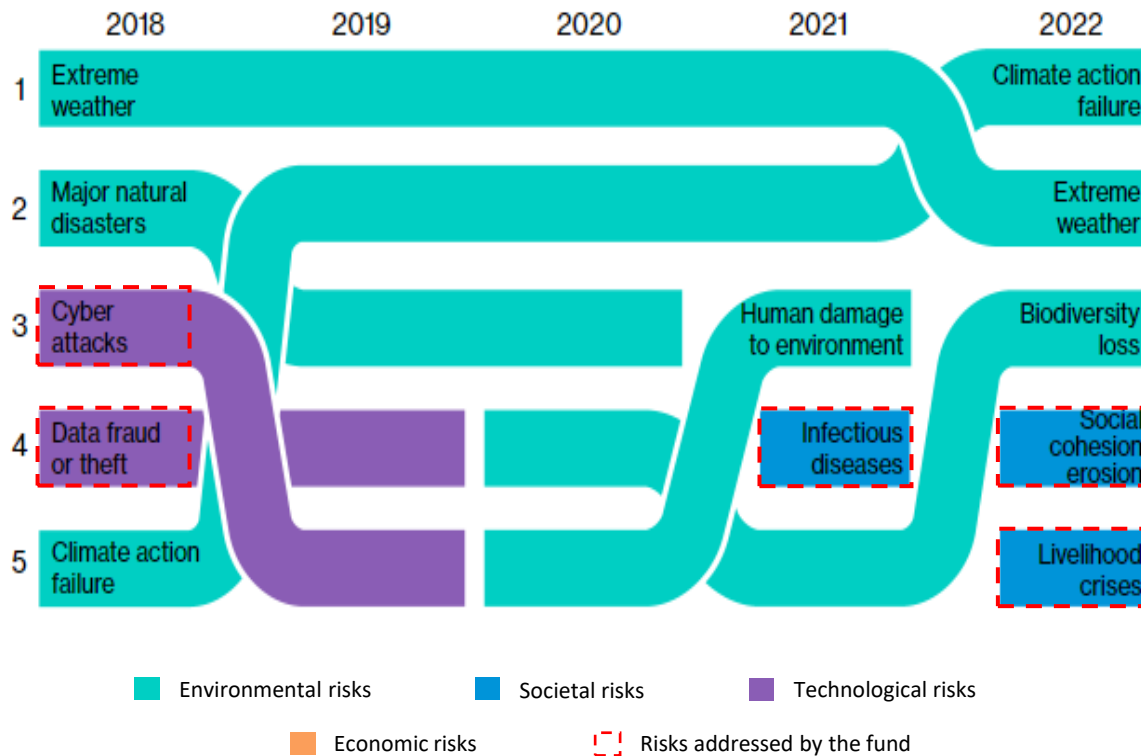 2018 2019 2020 2021 2022
1
Extreme
weather
Climate action
failure
2
Major natural
disasters
Extreme
weather
3
Cyber
attacks
Human damage
to environment
Biodiversity
loss
4
Data fraud
or theft
Infectious
diseases
Social
cohesion
erosion
5
Climate action
failure
Livelihood
crises
Environmental risks
Societal risks
Technological risks
Economic risks
Risks addressed by the fund